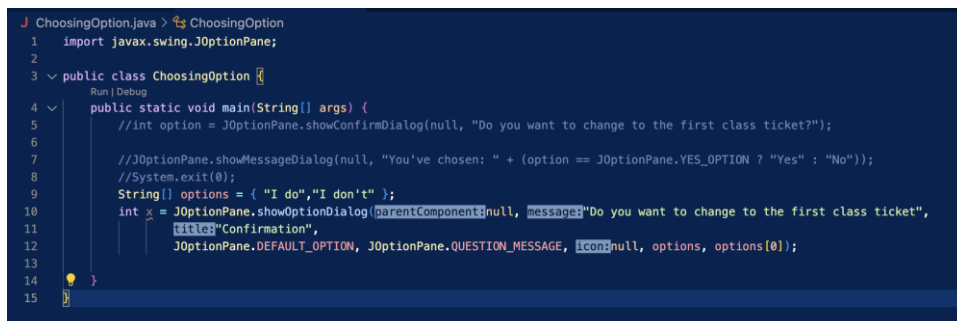 J ChoosingOption.java > ChoosingOption
1 import javax.swing.JOptionPane;
2
3 public class ChoosingOption {
Run | Debug
4 public static void main(String[] args) {
5 //int option = JOptionPane.showConfirmDialog(null, "Do you want to change to the first class ticket?");
6
7 //JOptionPane.showMessageDialog(null, "You've chosen: " + (option == JOptionPane.YES_OPTION ? "Yes" : "No"));
8 //System.exit(0);
9 String[] options = { "I do","I don't" };
10 int x = JOptionPane.showOptionDialog(parentComponent:null, message:"Do you want to change to the first class ticket",
11 title:"Confirmation",
12 JOptionPane.DEFAULT_OPTION, JOptionPane.QUESTION_MESSAGE, icon:null, options, options[0]);
13
14 }
15 }